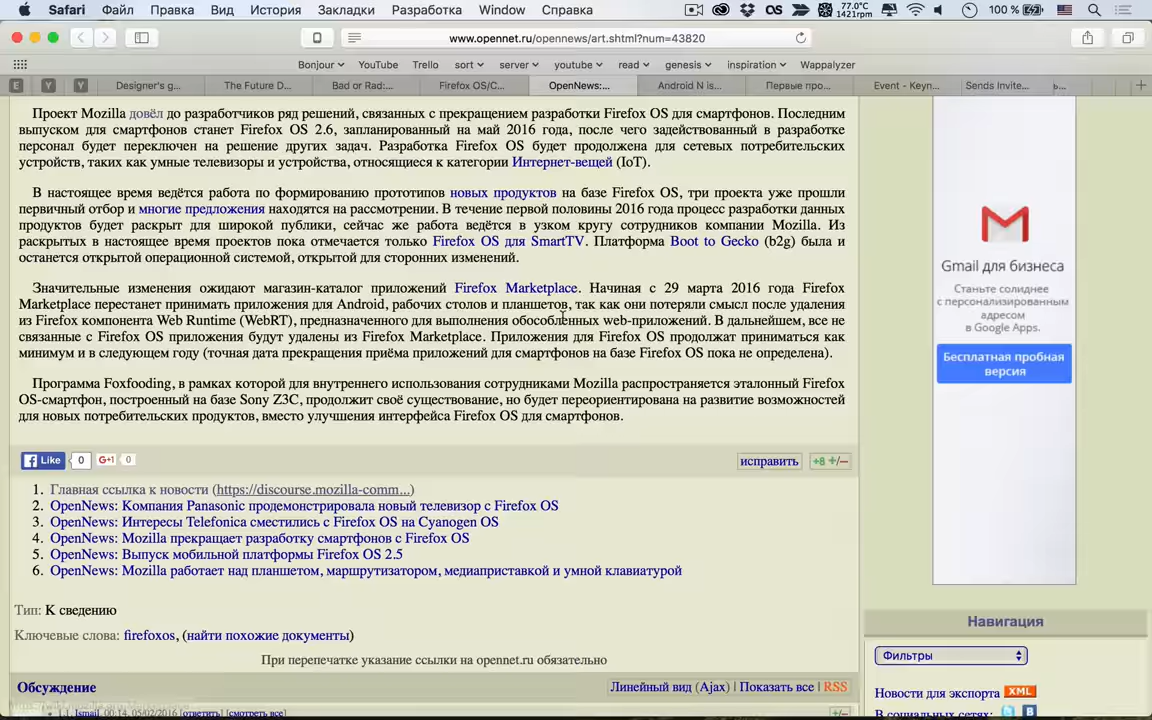 Safari Файл Правка Вид История Закладки Разработка Window Справка 77.0°C 1421rpm 100 %
www.opennet.ru/opennews/art.shtml?num=43820
Bonjour YouTube Trello sort server youtube read genesis inspiration Wappalyzer
E Y Y Designer's g... The Future D... Bad or Rad:... Firefox OS/C... OpenNews:... Android N is... Первые про... Event - Keyn... Sends Invite... ь...
Проект Mozilla довёл до разработчиков ряд решений, связанных с прекращением разработки Firefox OS для смартфонов. Последним
выпуском для смартфонов станет Firefox OS 2.6, запланированный на май 2016 года, после чего задействованный в разработке
персонал будет переключен на решение других задач. Разработка Firefox OS будет продолжена для сетевых потребительских
устройств, таких как умные телевизоры и устройства, относящиеся к категории Интернет-вещей (IoT).
В настоящее время ведётся работа по формированию прототипов новых продуктов на базе Firefox OS, три проекта уже прошли
первичный отбор и многие предложения находятся на рассмотрении. В течение первой половины 2016 года процесс разработки данных
продуктов будет раскрыт для широкой публики, сейчас же работа ведётся в узком кругу сотрудников компании Mozilla. Из
раскрытых в настоящее время проектов пока отмечается только Firefox OS для SmartTV. Платформа Boot to Gecko (b2g) была и
останется открытой операционной системой, открытой для сторонних изменений.
Значительные изменения ожидают магазин-каталог приложений Firefox Marketplace. Начиная с 29 марта 2016 года Firefox
Marketplace перестанет принимать приложения для Android, рабочих столов и планшетов, так как они потеряли смысл после удаления
из Firefox компонента Web Runtime (WebRT), предназначенного для выполнения обособленных web-приложений. В дальнейшем, все не
связанные с Firefox OS приложения будут удалены из Firefox Marketplace. Приложения для Firefox OS продолжат приниматься как
минимум и в следующем году (точная дата прекращения приёма приложений для смартфонов на базе Firefox OS пока не определена).
Программа Foxfooding, в рамках которой для внутреннего использования сотрудниками Mozilla распространяется эталонный Firefox
OS-смартфон, построенный на базе Sony Z3C, продолжит своё существование, но будет переориентирована на развитие возможностей
для новых потребительских продуктов, вместо улучшения интерфейса Firefox OS для смартфонов.
Like 0 G+1 0 исправить +8 +/–
1. Главная ссылка к новости (https://discourse.mozilla-comm...)
2. OpenNews: Компания Panasonic продемонстрировала новый телевизор с Firefox OS
3. OpenNews: Интересы Telefonica сместились с Firefox OS на Cyanogen OS
4. OpenNews: Mozilla прекращает разработку смартфонов с Firefox OS
5. OpenNews: Выпуск мобильной платформы Firefox OS 2.5
6. OpenNews: Mozilla работает над планшетом, маршрутизатором, медиаприставкой и умной клавиатурой
Тип: К сведению
Ключевые слова: firefoxos, (найти похожие документы)
При перепечатке указание ссылки на opennet.ru обязательно
Обсуждение Линейный вид (Ajax) | Показать все | RSS
Ismail, 00:14, 05/02/2016 [ответить] [смотреть все] +/–
Gmail для бизнеса
Станьте солиднее
с персонализированным
адресом
в Google Apps.
Бесплатная пробная
версия
Навигация
Фильтры
Новости для экспорта XML
В социальных сетях: